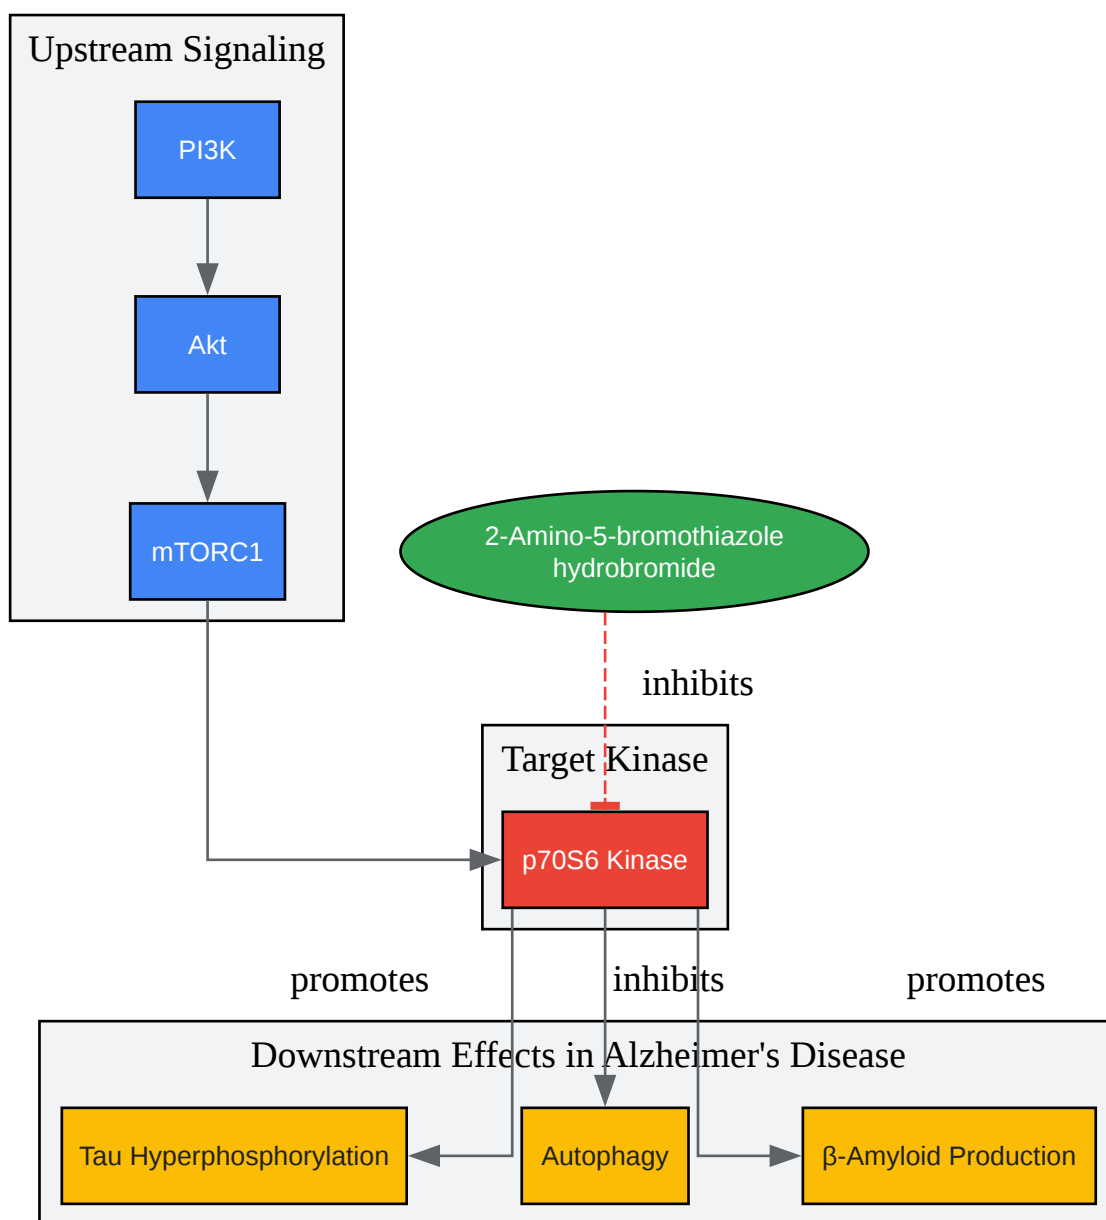 Upstream Signaling
PI3K
Akt
mTORC1
2-Amino-5-bromothiazole
hydrobromide
inhibits
Target Kinase
p70S6 Kinase
promotes
inhibits
promotes
Downstream Effects in Alzheimer's Disease
Tau Hyperphosphorylation
Autophagy
β-Amyloid Production